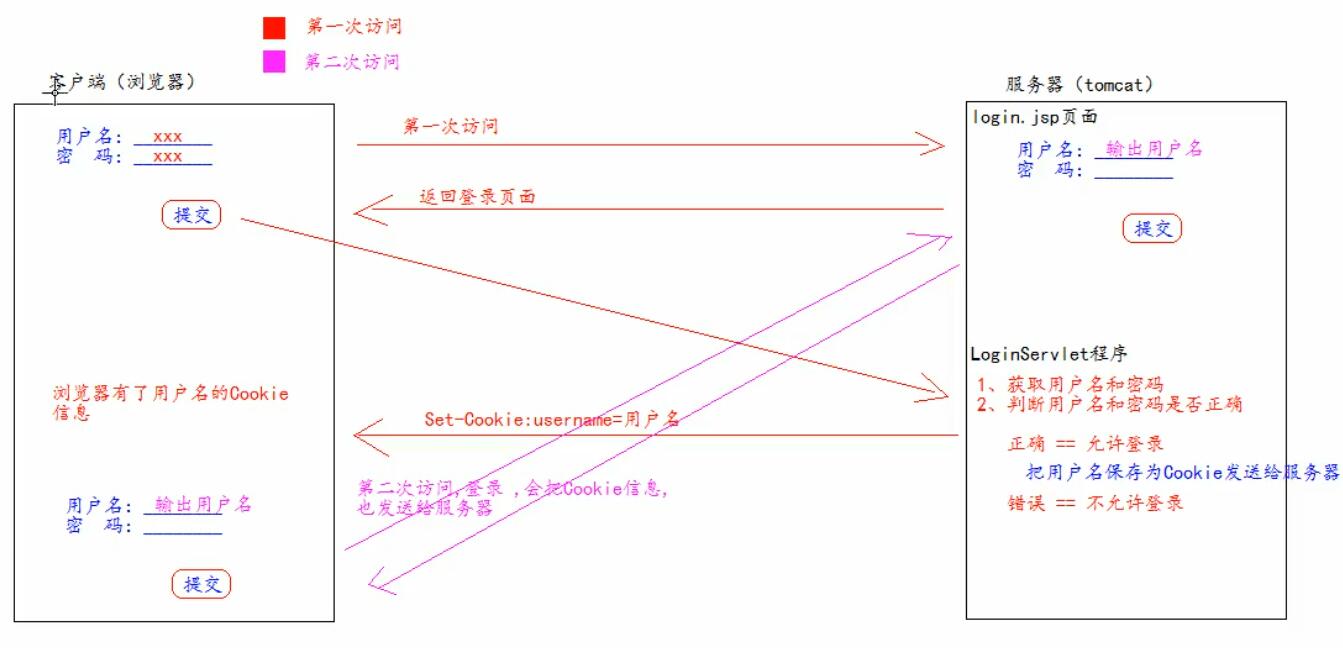 第一次访问
第二次访问
客户端（浏览器）
用户名: xxx
密 码: xxx
提交
第一次访问
返回登录页面
服务器（tomcat）
login.jsp页面
用户名: 输出用户名
密 码:
提交
LoginServlet程序
1、获取用户名和密码
2、判断用户名和密码是否正确
正确 == 允许登录
把用户名保存为Cookie发送给服务器
错误 == 不允许登录
浏览器有了用户名的Cookie
信息
Set-Cookie:username=用户名
第二次访问,登录 ,会把Cookie信息,
也发送给服务器
用户名: 输出用户名
密 码:
提交